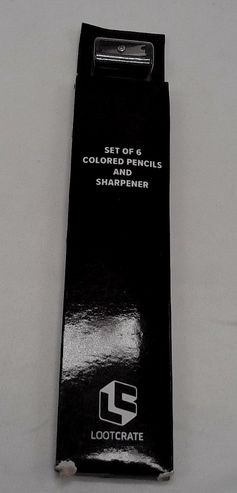 SET OF 6
COLORED PENCILS
AND
SHARPENER
LOOTCRATE